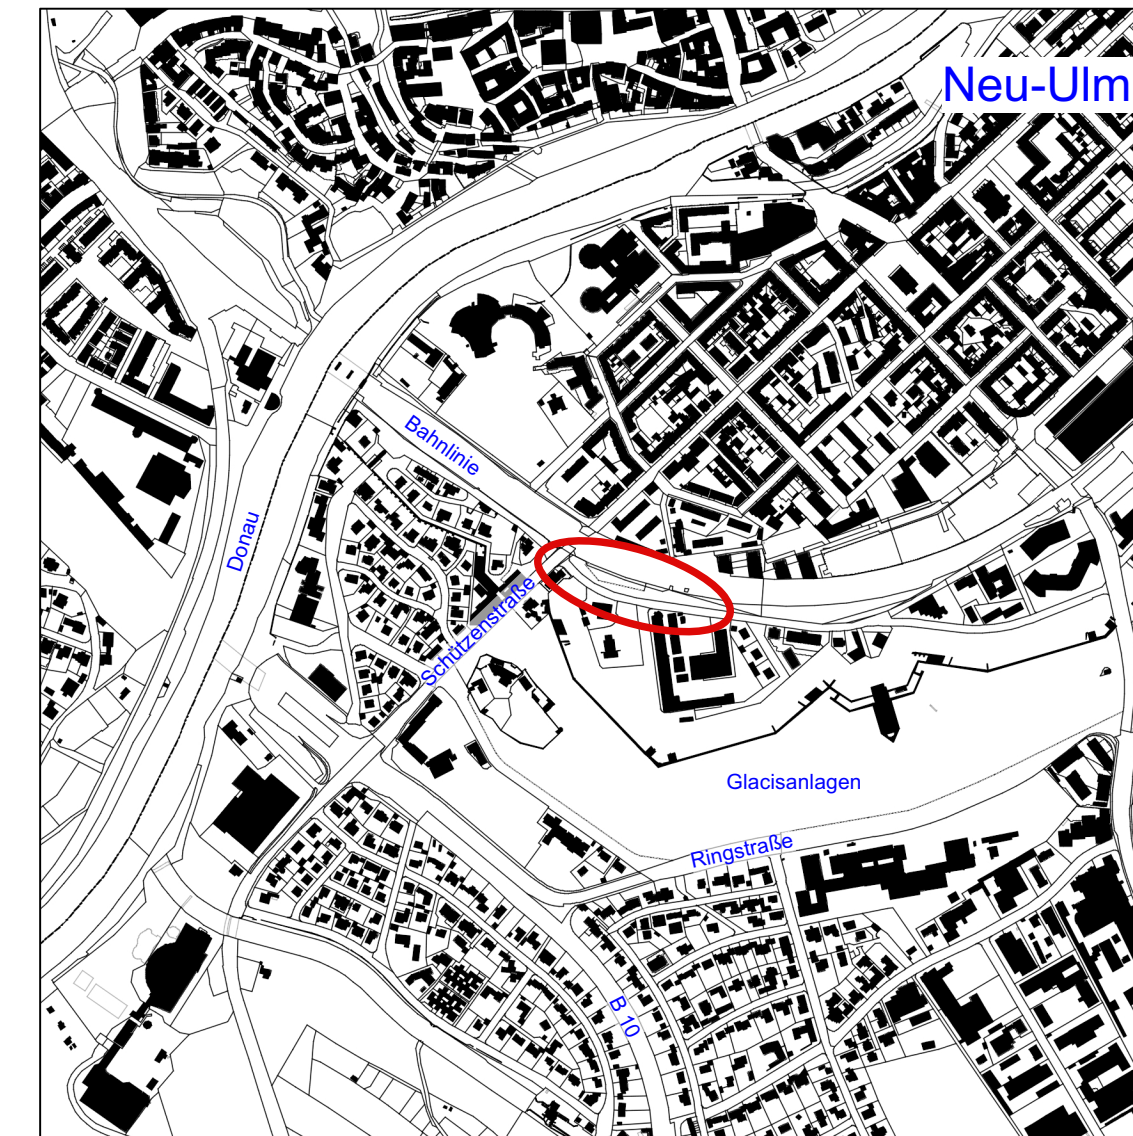 Neu-Ulm
Bahnlinie
Donau
Schützenstraße
Glacisanlagen
Ringstraße
B 10